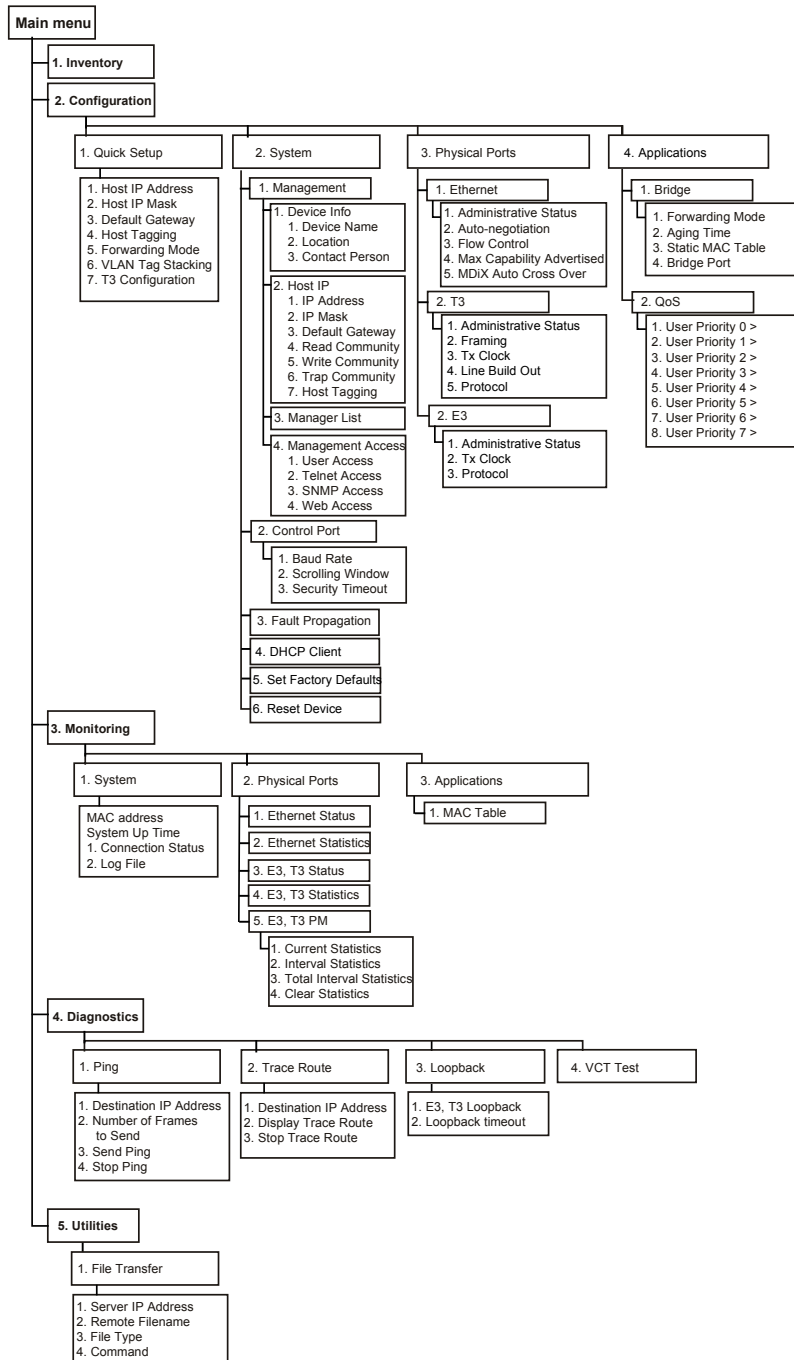 Main menu
1. Inventory
2. Configuration
1. Quick Setup
1. Host IP Address
2. Host IP Mask
3. Default Gateway
4. Host Tagging
5. Forwarding Mode
6. VLAN Tag Stacking
7. T3 Configuration
2. System
1. Management
1. Device Info
1. Device Name
2. Location
3. Contact Person
2. Host IP
1. IP Address
2. IP Mask
3. Default Gateway
4. Read Community
5. Write Community
6. Trap Community
7. Host Tagging
3. Manager List
4. Management Access
1. User Access
2. Telnet Access
3. SNMP Access
4. Web Access
2. Control Port
1. Baud Rate
2. Scrolling Window
3. Security Timeout
3. Fault Propagation
4. DHCP Client
5. Set Factory Defaults
6. Reset Device
3. Physical Ports
1. Ethernet
1. Administrative Status
2. Auto-negotiation
3. Flow Control
4. Max Capability Advertised
5. MDiX Auto Cross Over
2. T3
1. Administrative Status
2. Framing
3. Tx Clock
4. Line Build Out
5. Protocol
2. E3
1. Administrative Status
2. Tx Clock
3. Protocol
4. Applications
1. Bridge
1. Forwarding Mode
2. Aging Time
3. Static MAC Table
4. Bridge Port
2. QoS
1. User Priority 0 >
2. User Priority 1 >
3. User Priority 2 >
4. User Priority 3 >
5. User Priority 4 >
6. User Priority 5 >
7. User Priority 6 >
8. User Priority 7 >
3. Monitoring
1. System
MAC address
System Up Time
1. Connection Status
2. Log File
2. Physical Ports
1. Ethernet Status
2. Ethernet Statistics
3. E3, T3 Status
4. E3, T3 Statistics
5. E3, T3 PM
1. Current Statistics
2. Interval Statistics
3. Total Interval Statistics
4. Clear Statistics
3. Applications
1. MAC Table
4. Diagnostics
1. Ping
1. Destination IP Address
2. Number of Frames
to Send
3. Send Ping
4. Stop Ping
2. Trace Route
1. Destination IP Address
2. Display Trace Route
3. Stop Trace Route
3. Loopback
1. E3, T3 Loopback
2. Loopback timeout
4. VCT Test
5. Utilities
1. File Transfer
1. Server IP Address
2. Remote Filename
3. File Type
4. Command